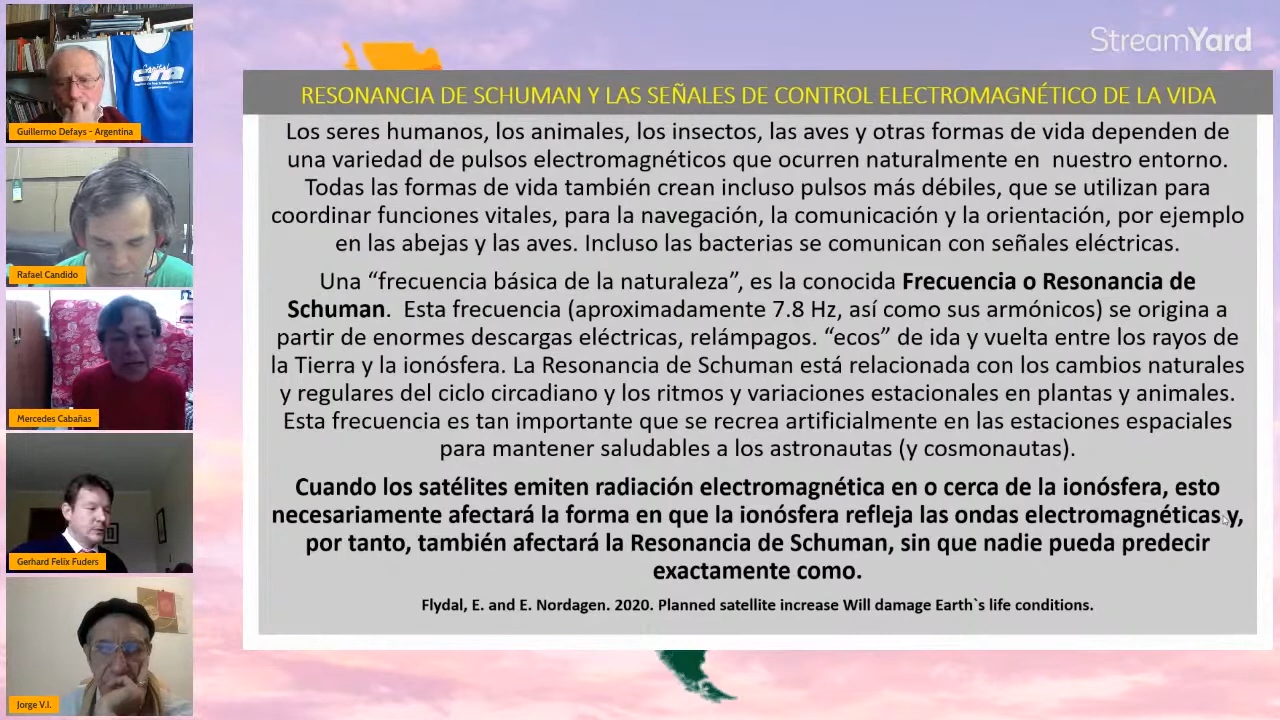 StreamYard
RESONANCIA DE SCHUMAN Y LAS SEÑALES DE CONTROL ELECTROMAGNÉTICO DE LA VIDA
Los seres humanos, los animales, los insectos, las aves y otras formas de vida dependen de
una variedad de pulsos electromagnéticos que ocurren naturalmente en nuestro entorno.
Todas las formas de vida también crean incluso pulsos más débiles, que se utilizan para
coordinar funciones vitales, para la navegación, la comunicación y la orientación, por ejemplo
en las abejas y las aves. Incluso las bacterias se comunican con señales eléctricas.
Una “frecuencia básica de la naturaleza”, es la conocida Frecuencia o Resonancia de
Schuman. Esta frecuencia (aproximadamente 7.8 Hz, así como sus armónicos) se origina a
partir de enormes descargas eléctricas, relámpagos. “ecos” de ida y vuelta entre los rayos de
la Tierra y la ionósfera. La Resonancia de Schuman está relacionada con los cambios naturales
y regulares del ciclo circadiano y los ritmos y variaciones estacionales en plantas y animales.
Esta frecuencia es tan importante que se recrea artificialmente en las estaciones espaciales
para mantener saludables a los astronautas (y cosmonautas).
Cuando los satélites emiten radiación electromagnética en o cerca de la ionósfera, esto
necesariamente afectará la forma en que la ionósfera refleja las ondas electromagnéticas y,
por tanto, también afectará la Resonancia de Schuman, sin que nadie pueda predecir
exactamente como.
Flydal, E. and E. Nordagen. 2020. Planned satellite increase Will damage Earth`s life conditions.
Guillermo Defays - Argentina
Rafael Candido
Mercedes Cabañas
Gerhard Felix Fuders
Jorge V.I.